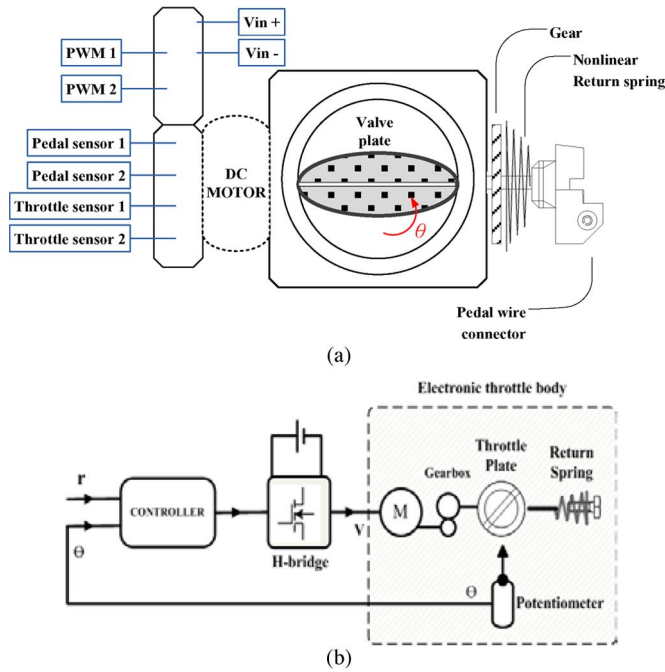 Vin +
PWM 1
Vin -
PWM 2
Pedal sensor 1
Pedal sensor 2
Throttle sensor 1
Throttle sensor 2
DC
MOTOR
Valve
plate
θ
Gear
Nonlinear
Return spring
Pedal wire
connector
(a)
Electronic throttle body
r
CONTROLLER
Θ
H-bridge
V
M
Gearbox
Throttle
Plate
Return
Spring
Θ
Potentiometer
(b)